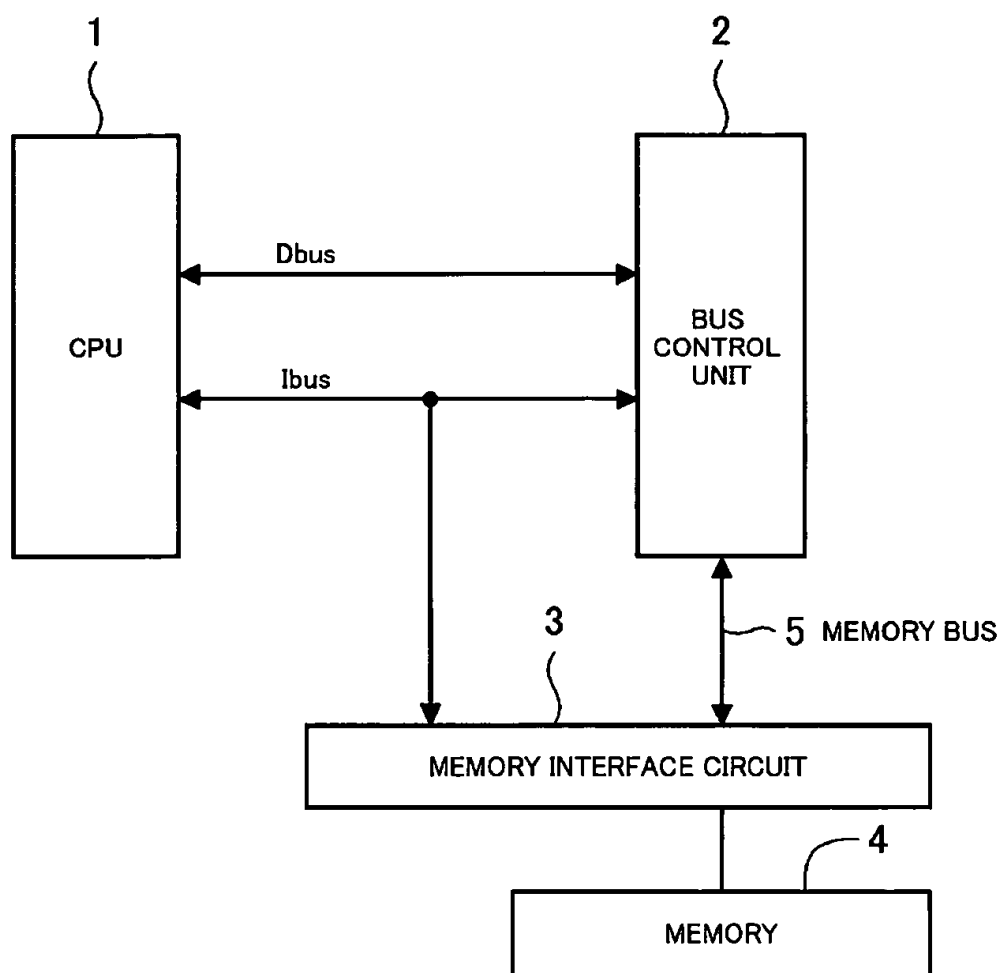 1
2
Dbus
CPU
BUS
CONTROL
UNIT
Ibus
3
5 MEMORY BUS
MEMORY INTERFACE CIRCUIT
4
MEMORY